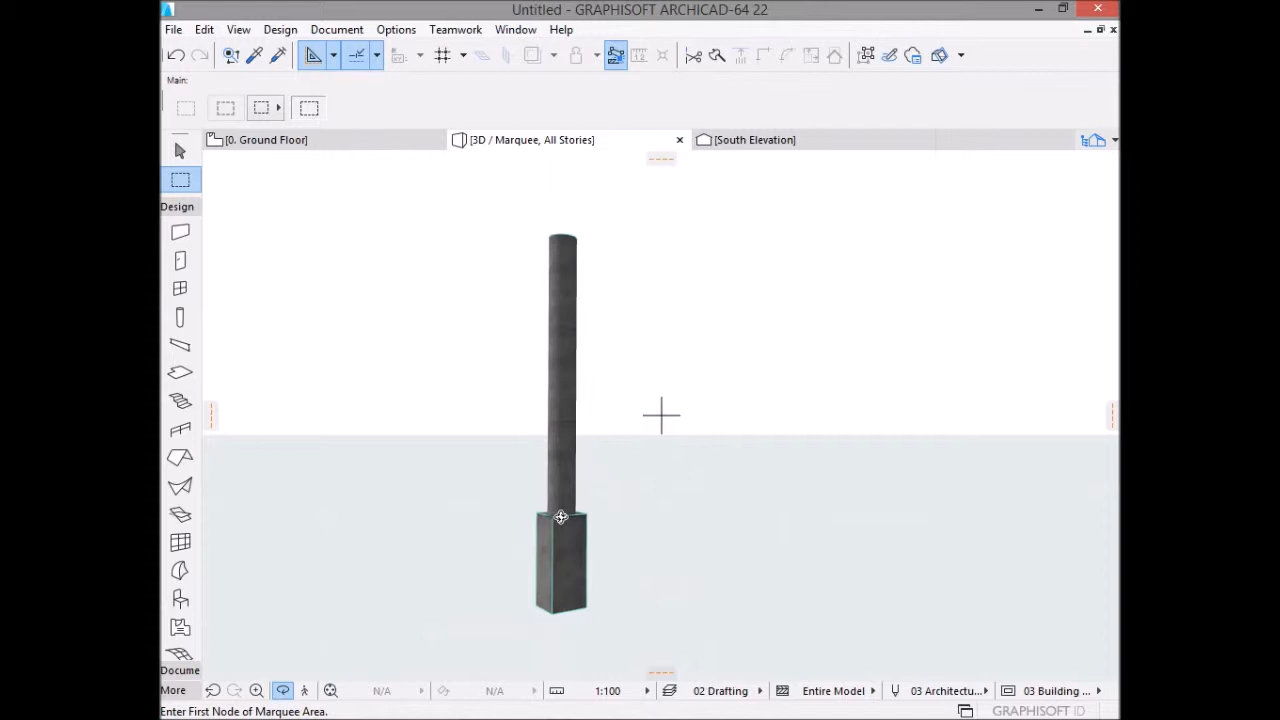 Untitled - GRAPHISOFT ARCHICAD-64 22
File Edit View Design Document Options Teamwork Window Help
Main:
[0. Ground Floor] [3D / Marquee, All Stories] [South Elevation]
Design
Docume
More N/A N/A 1:100 02 Drafting Entire Model 03 Architectu... 03 Building ...
Enter First Node of Marquee Area. GRAPHISOFT ID